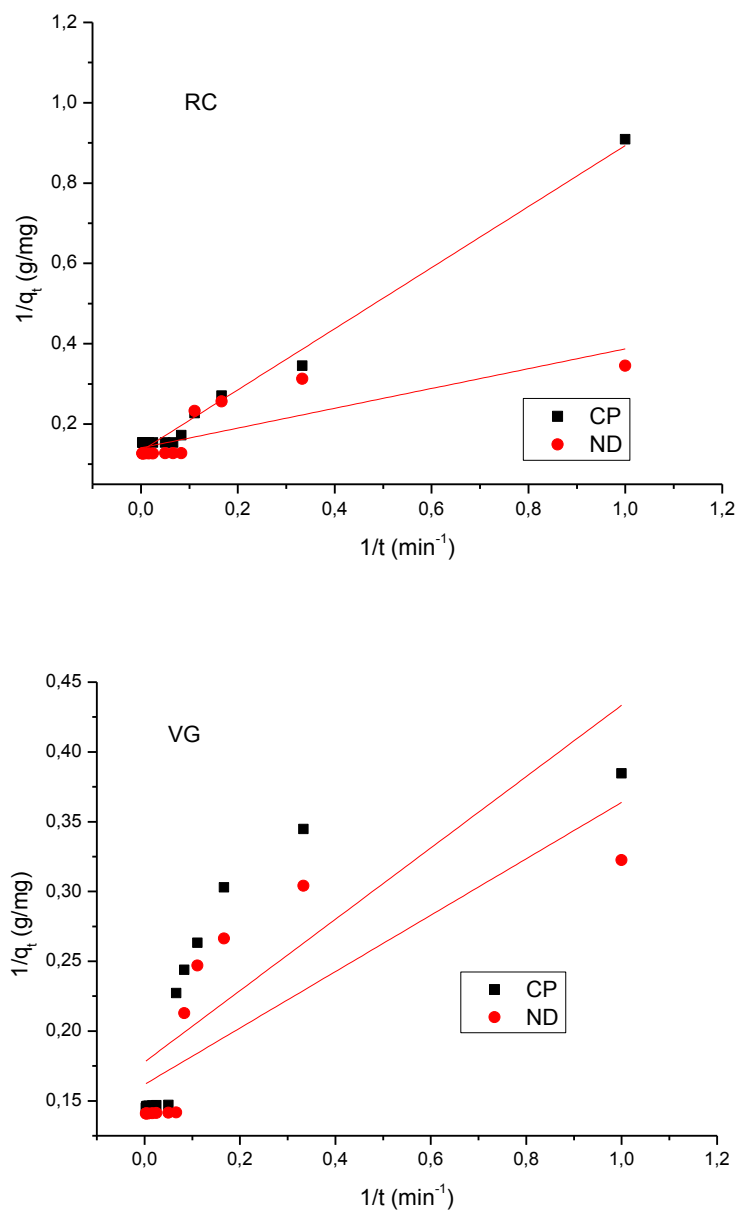 1,2
1,0
0,8
0,6
0,4
0,2
1/qt (g/mg)
RC
CP
ND
0,0 0,2 0,4 0,6 0,8 1,0 1,2
1/t (min-1)
0,45
0,40
0,35
0,30
0,25
0,20
0,15
1/qt (g/mg)
VG
CP
ND
0,0 0,2 0,4 0,6 0,8 1,0 1,2
1/t (min-1)